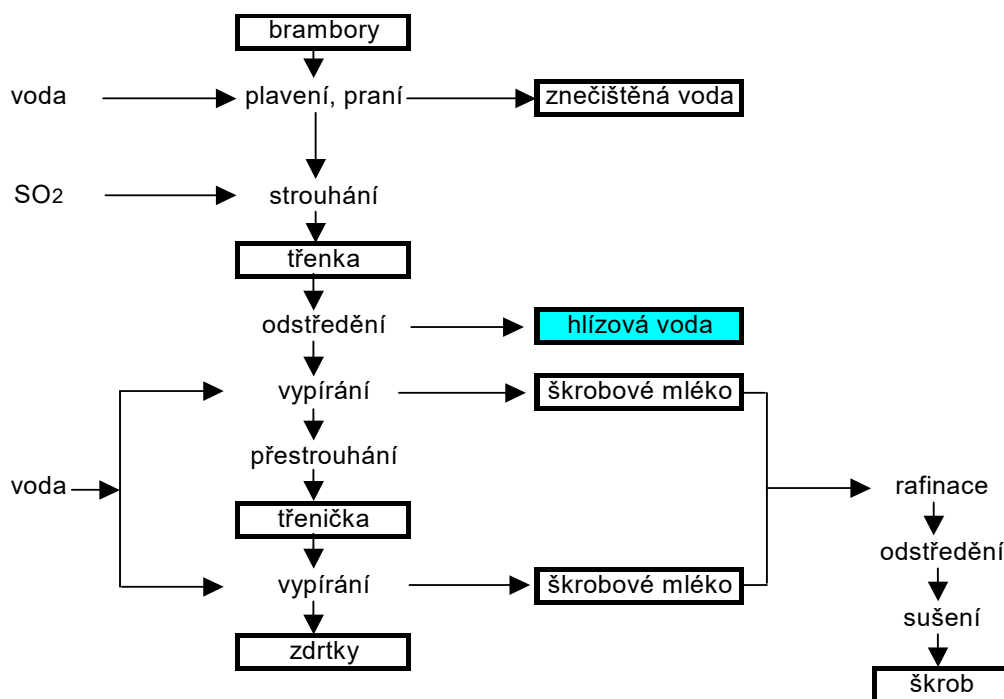 brambory
voda plavení, praní znečištěná voda
SO2 strouhání
třenka
odstředění hlízová voda
vypírání škrobové mléko
přestrouhání
voda rafinace
třenička
odstředění
vypírání škrobové mléko
sušení
zdrtky
škrob